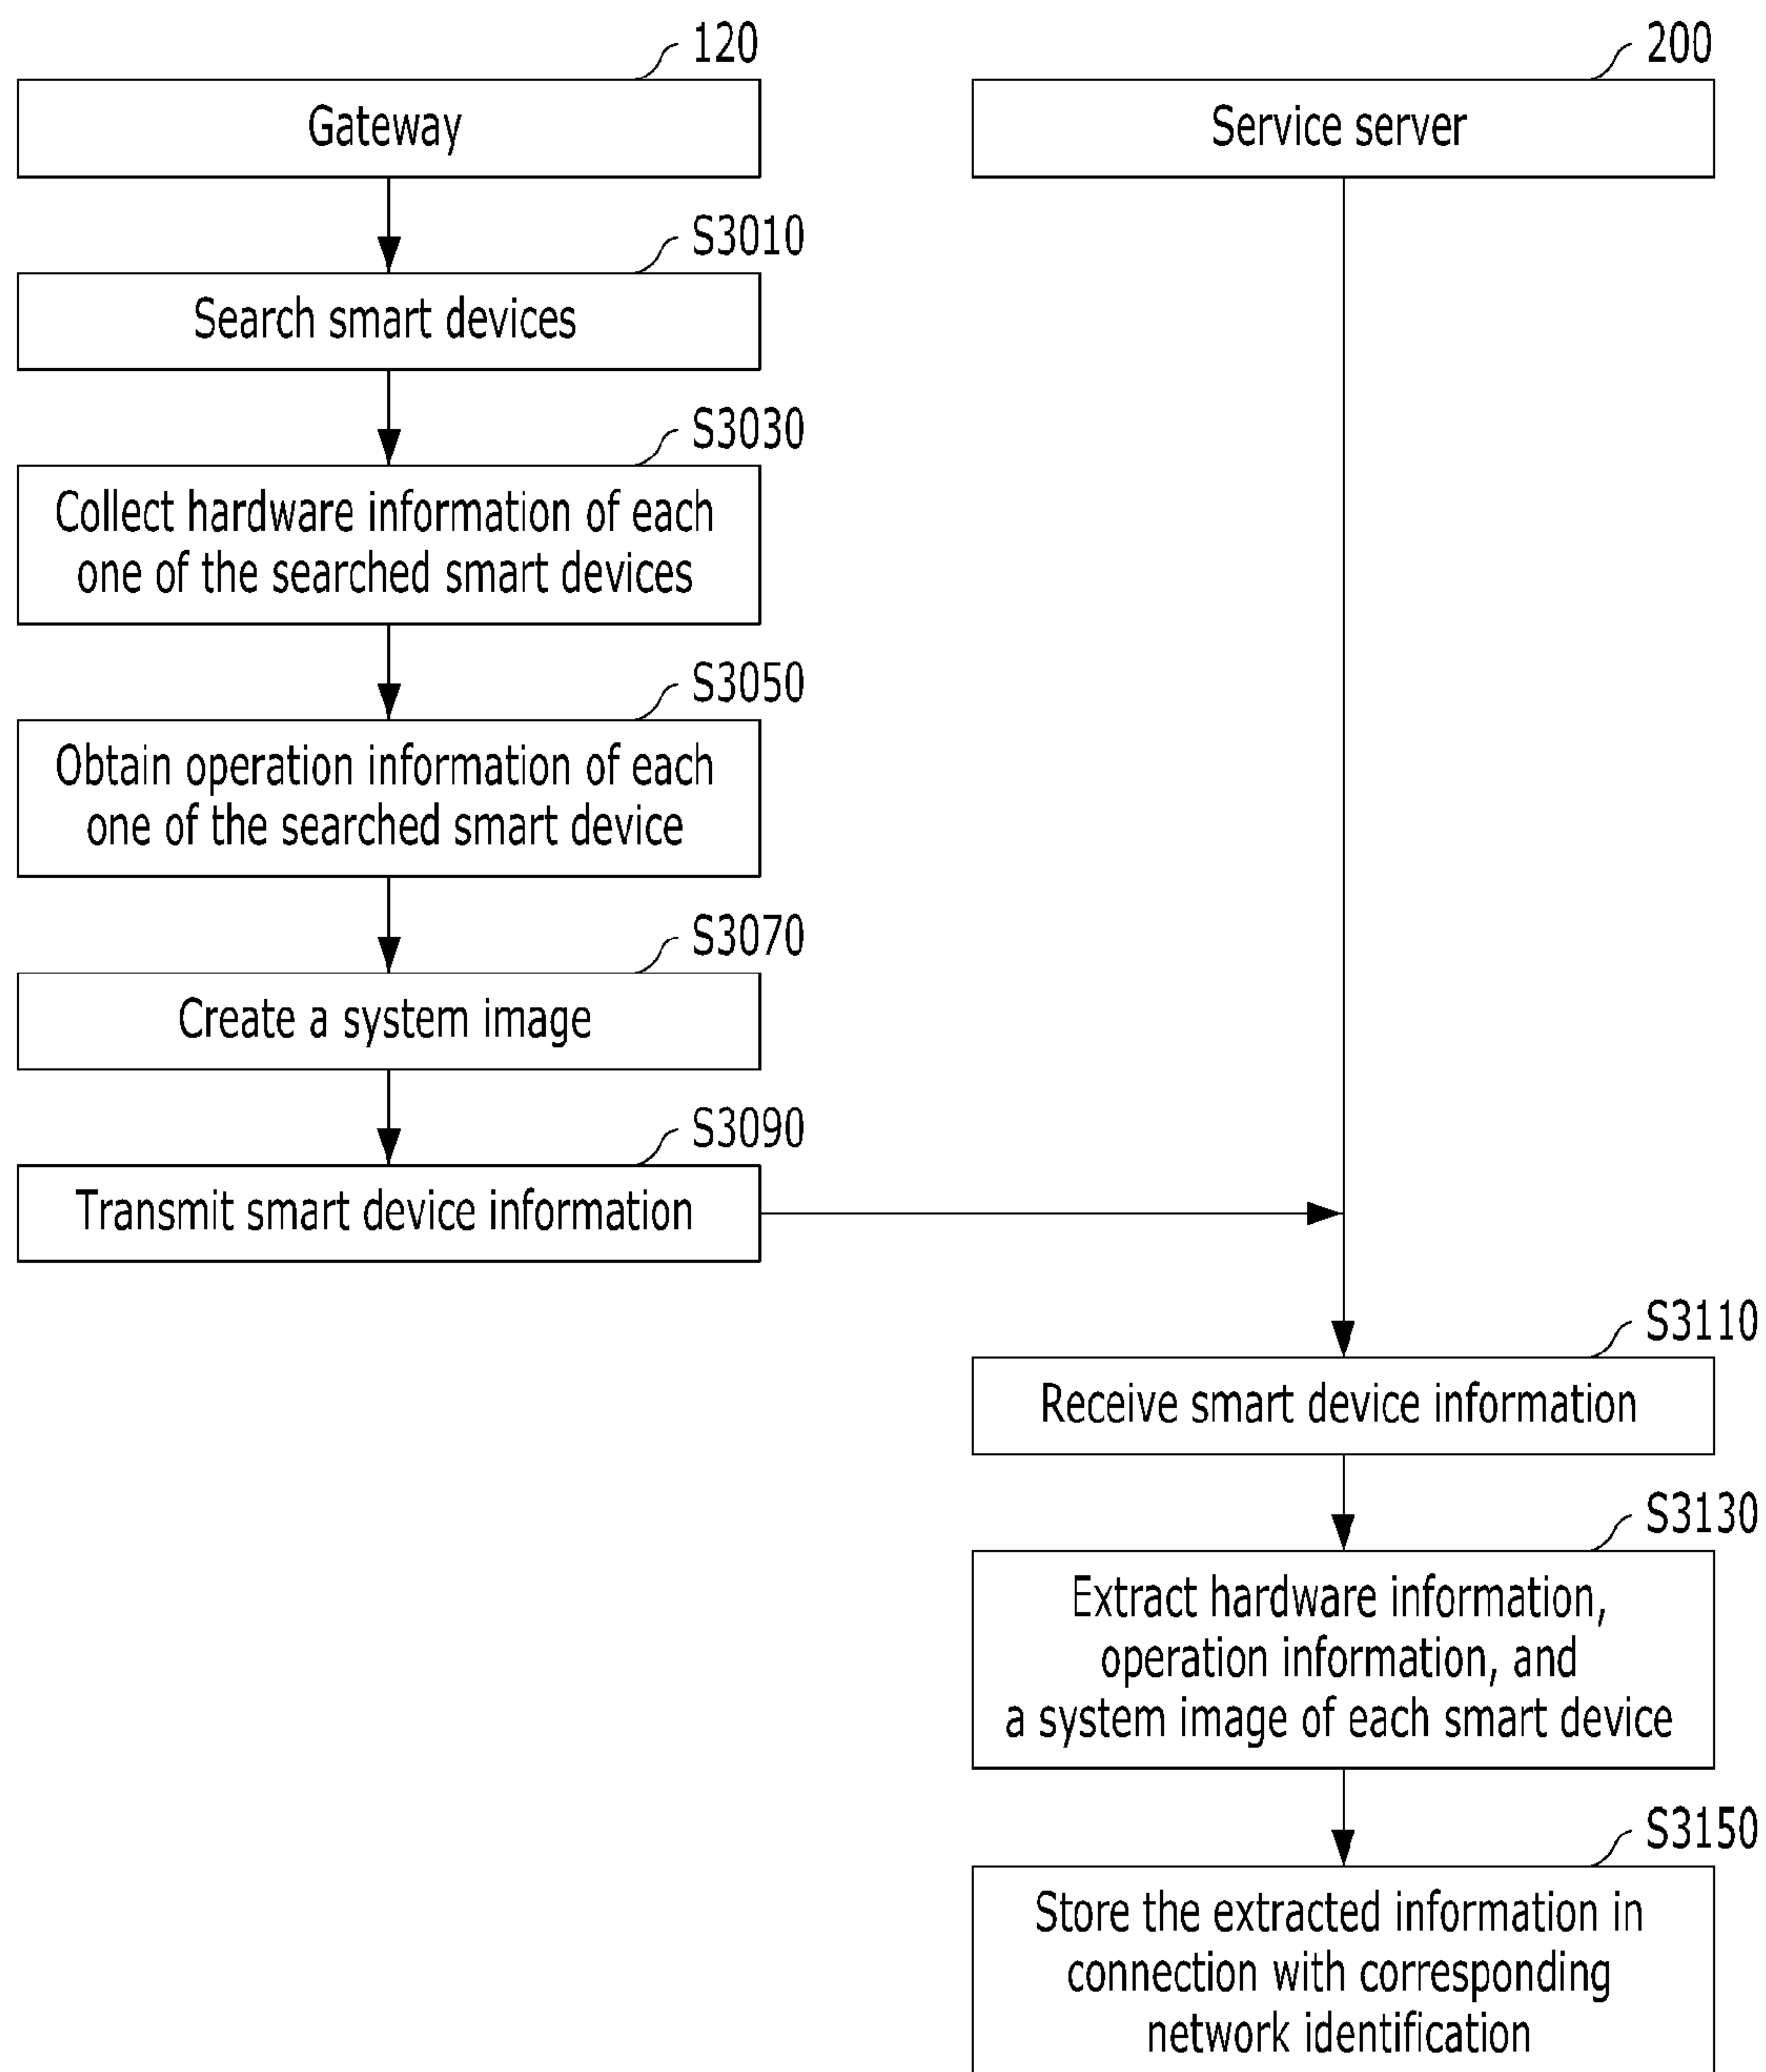 120
Gateway
S3010
Search smart devices
S3030
Collect hardware information of each
one of the searched smart devices
S3050
Obtain operation information of each
one of the searched smart device
S3070
Create a system image
S3090
Transmit smart device information
200
Service server
S3110
Receive smart device information
S3130
Extract hardware information,
operation information, and
a system image of each smart device
S3150
Store the extracted information in
connection with corresponding
network identification